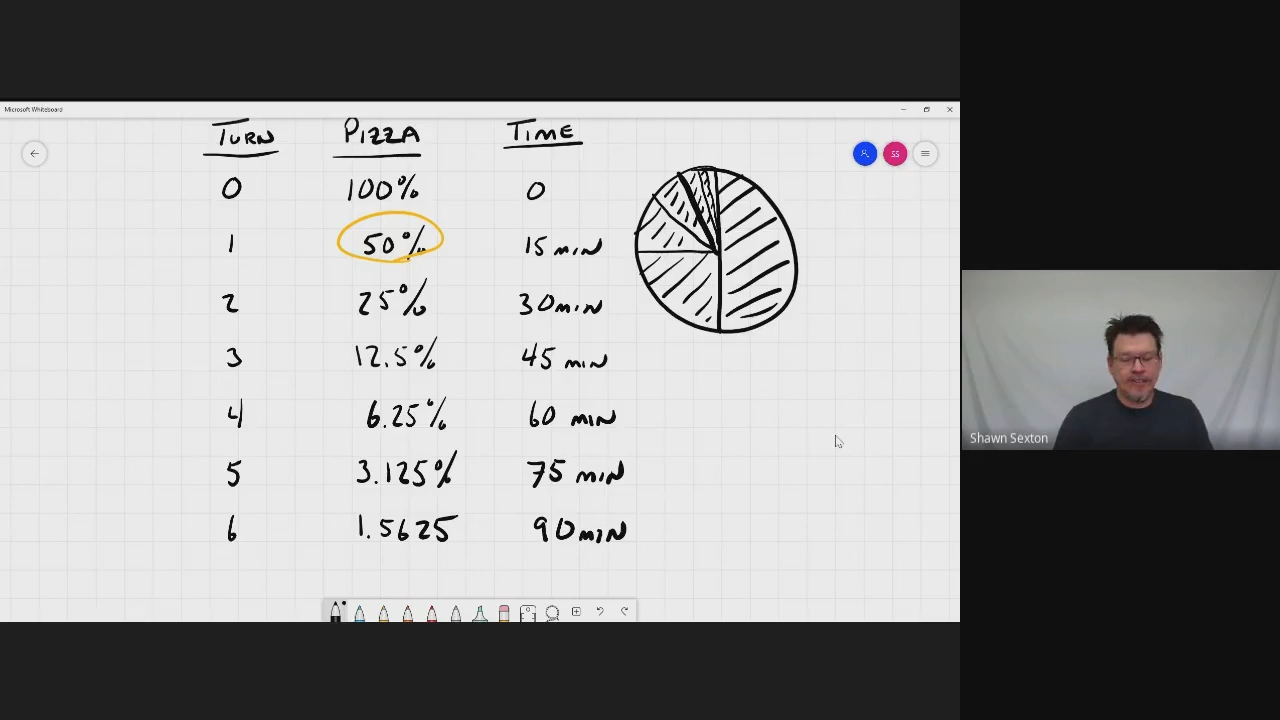 Microsoft Whiteboard
TURN PIZZA TIME
0 100% 0
1 50% 15 MIN
2 25% 30 MIN
3 12.5% 45 MIN
4 6.25% 60 MIN
5 3.125% 75 MIN
6 1.5625 90 MIN
SS
Shawn Sexton